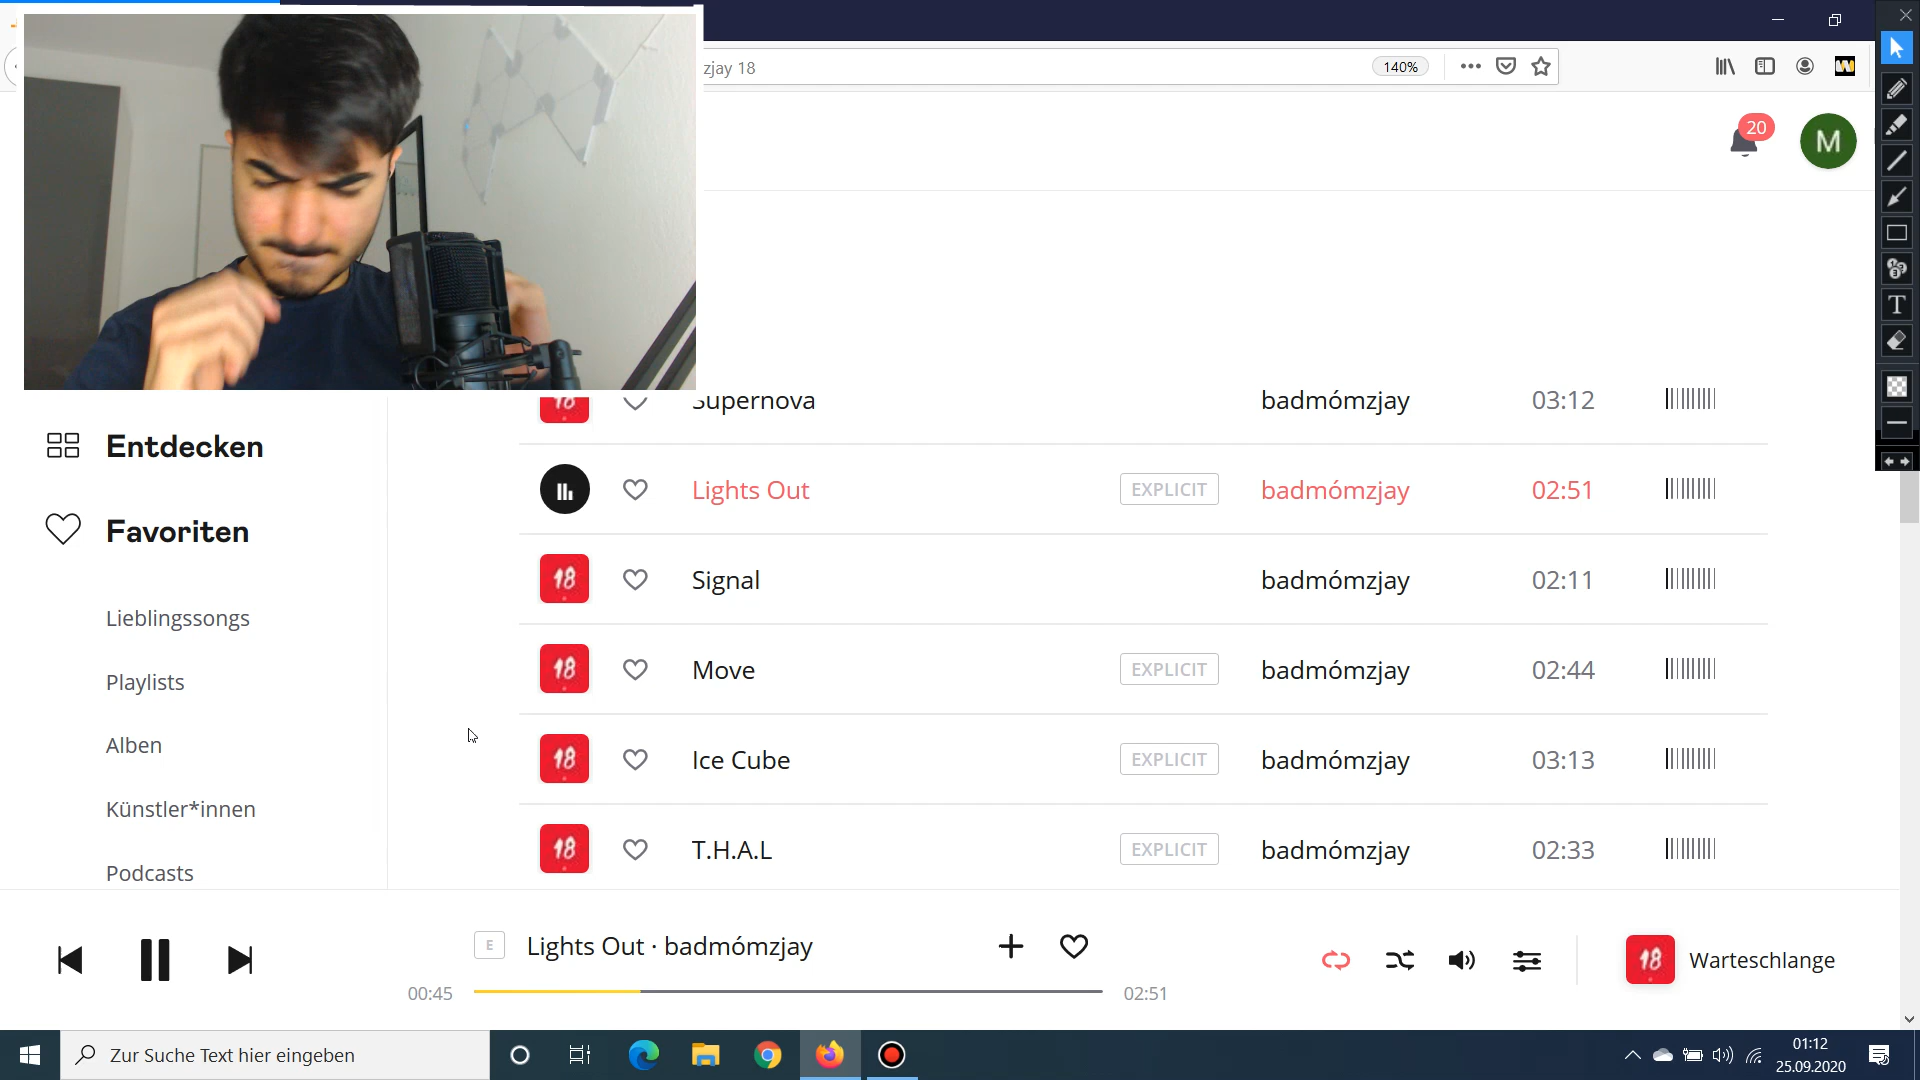 zjay 18
140%
20
M
Supernova badmómzjay 03:12
Entdecken
Lights Out EXPLICIT badmómzjay 02:51
Favoriten
18 Signal badmómzjay 02:11
Lieblingssongs
18 Move EXPLICIT badmómzjay 02:44
Playlists
Alben
18 Ice Cube EXPLICIT badmómzjay 03:13
Künstler*innen
18 T.H.A.L EXPLICIT badmómzjay 02:33
Podcasts
E Lights Out · badmómzjay
18 Warteschlange
00:45 02:51
Zur Suche Text hier eingeben
01:12
25.09.2020
T